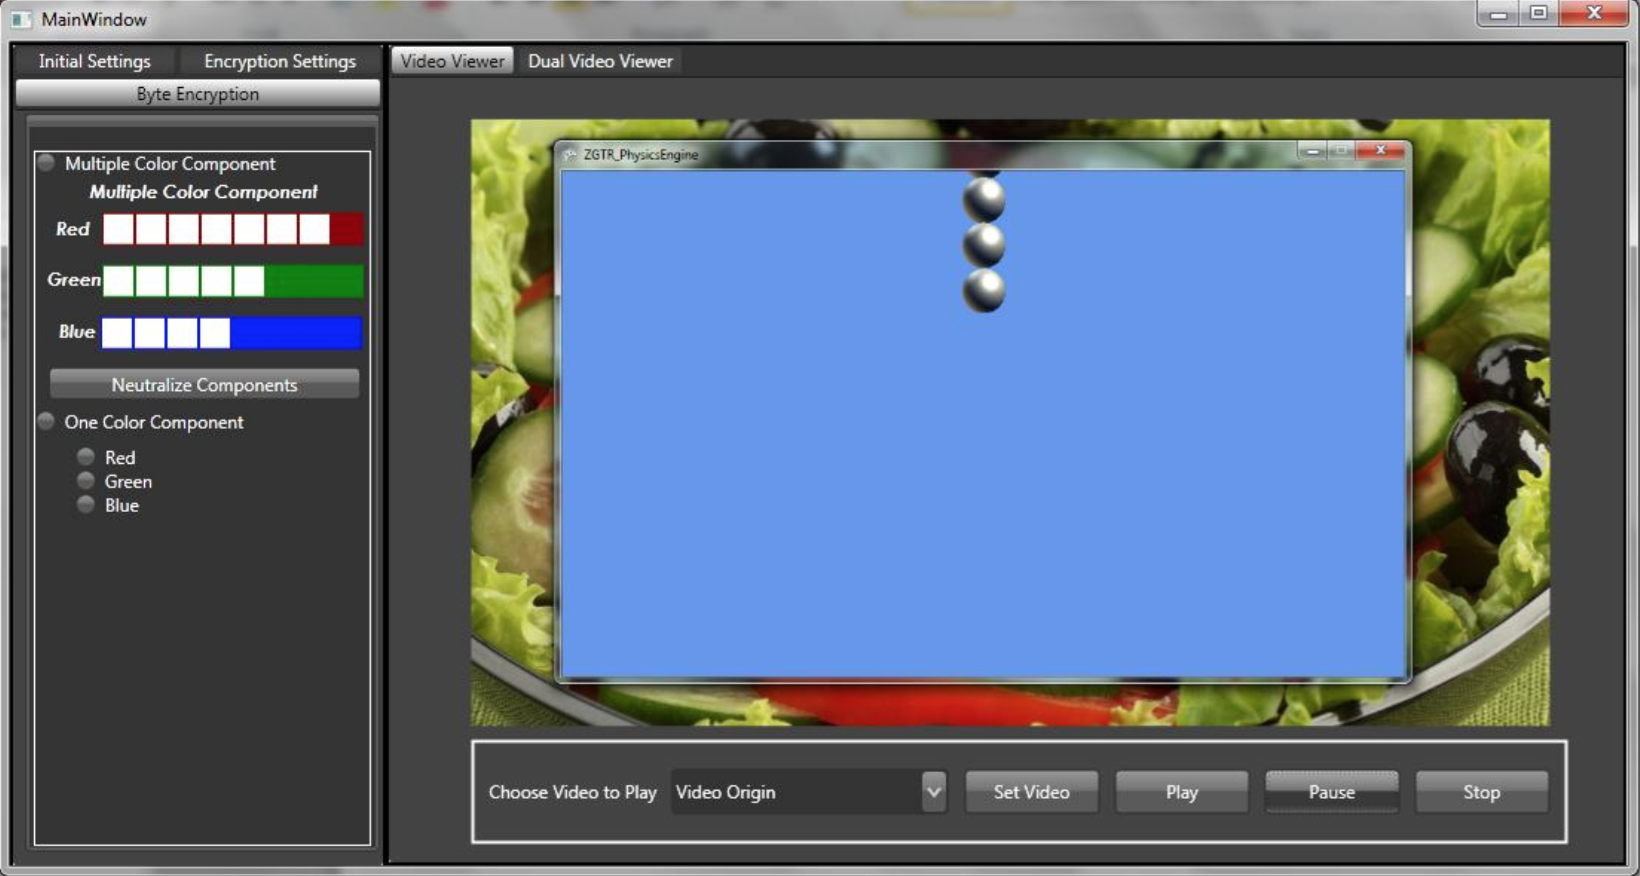 MainWindow
Initial Settings Encryption Settings
Byte Encryption
Multiple Color Component
Multiple Color Component
Red
Green
Blue
Neutralize Components
One Color Component
Red
Green
Blue
Video Viewer Dual Video Viewer
ZGTR_PhysicsEngine
Choose Video to Play Video Origin Set Video Play Pause Stop